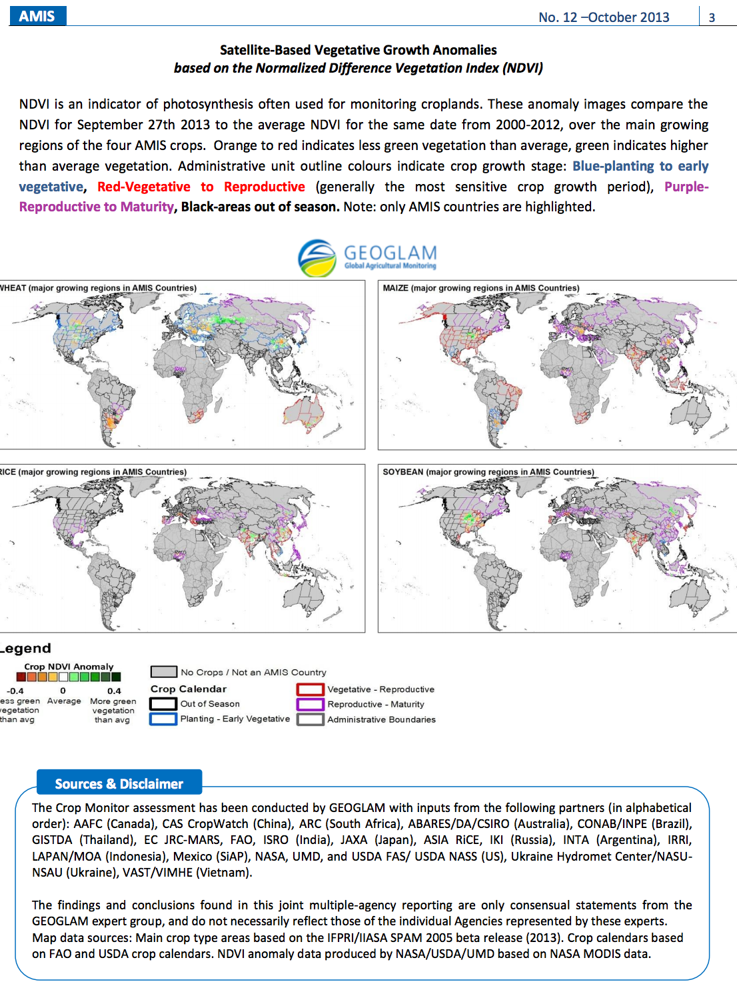 AMIS
No. 12 –October 2013
3
Satellite-Based Vegetative Growth Anomalies
based on the Normalized Difference Vegetation Index (NDVI)
NDVI is an indicator of photosynthesis often used for monitoring croplands. These anomaly images compare the
NDVI for September 27th 2013 to the average NDVI for the same date from 2000-2012, over the main growing
regions of the four AMIS crops. Orange to red indicates less green vegetation than average, green indicates higher
than average vegetation. Administrative unit outline colours indicate crop growth stage: Blue-planting to early
vegetative, Red-Vegetative to Reproductive (generally the most sensitive crop growth period), Purple-
Reproductive to Maturity, Black-areas out of season. Note: only AMIS countries are highlighted.
GEOGLAM
Global Agricultural Monitoring
WHEAT (major growing regions in AMIS Countries)
MAIZE (major growing regions in AMIS Countries)
RICE (major growing regions in AMIS Countries)
SOYBEAN (major growing regions in AMIS Countries)
Legend
Crop NDVI Anomaly
-0.4 0 0.4
ess green Average More green
vegetation vegetation
than avg than avg
No Crops / Not an AMIS Country
Crop Calendar
Out of Season
Planting - Early Vegetative
Vegetative - Reproductive
Reproductive - Maturity
Administrative Boundaries
Sources & Disclaimer
The Crop Monitor assessment has been conducted by GEOGLAM with inputs from the following partners (in alphabetical
order): AAFC (Canada), CAS CropWatch (China), ARC (South Africa), ABARES/DA/CSIRO (Australia), CONAB/INPE (Brazil),
GISTDA (Thailand), EC JRC-MARS, FAO, ISRO (India), JAXA (Japan), ASIA RiCE, IKI (Russia), INTA (Argentina), IRRI,
LAPAN/MOA (Indonesia), Mexico (SiAP), NASA, UMD, and USDA FAS/ USDA NASS (US), Ukraine Hydromet Center/NASU-
NSAU (Ukraine), VAST/VIMHE (Vietnam).
The findings and conclusions found in this joint multiple-agency reporting are only consensual statements from the
GEOGLAM expert group, and do not necessarily reflect those of the individual Agencies represented by these experts.
Map data sources: Main crop type areas based on the IFPRI/IIASA SPAM 2005 beta release (2013). Crop calendars based
on FAO and USDA crop calendars. NDVI anomaly data produced by NASA/USDA/UMD based on NASA MODIS data.